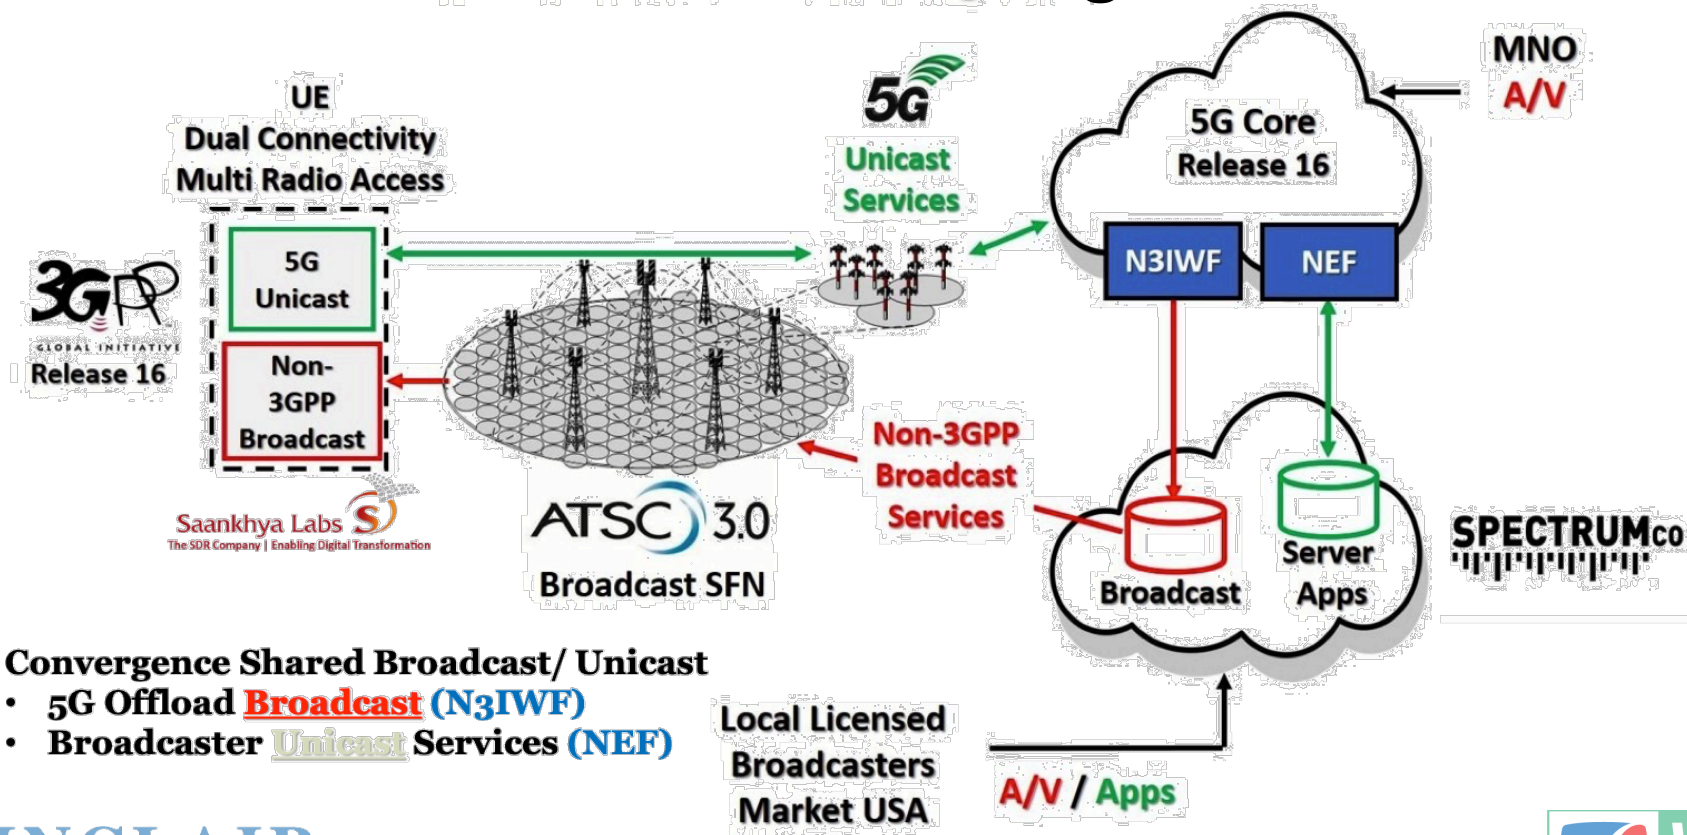 UE
Dual Connectivity
Multi Radio Access
5G
Unicast
Non-
3GPP
Broadcast
3GPP
GLOBAL INITIATIVE
Release 16
Saankhya Labs
The SDR Company | Enabling Digital Transformation
ATSC 3.0
Broadcast SFN
5G
Unicast
Services
5G Core
Release 16
MNO
A/V
N3IWF
NEF
Non-3GPP
Broadcast
Services
Broadcast
Server
Apps
SPECTRUMCO
Convergence Shared Broadcast/ Unicast
• 5G Offload Broadcast (N3IWF)
• Broadcaster Unicast Services (NEF)
Local Licensed
Broadcasters
Market USA
A/V / Apps